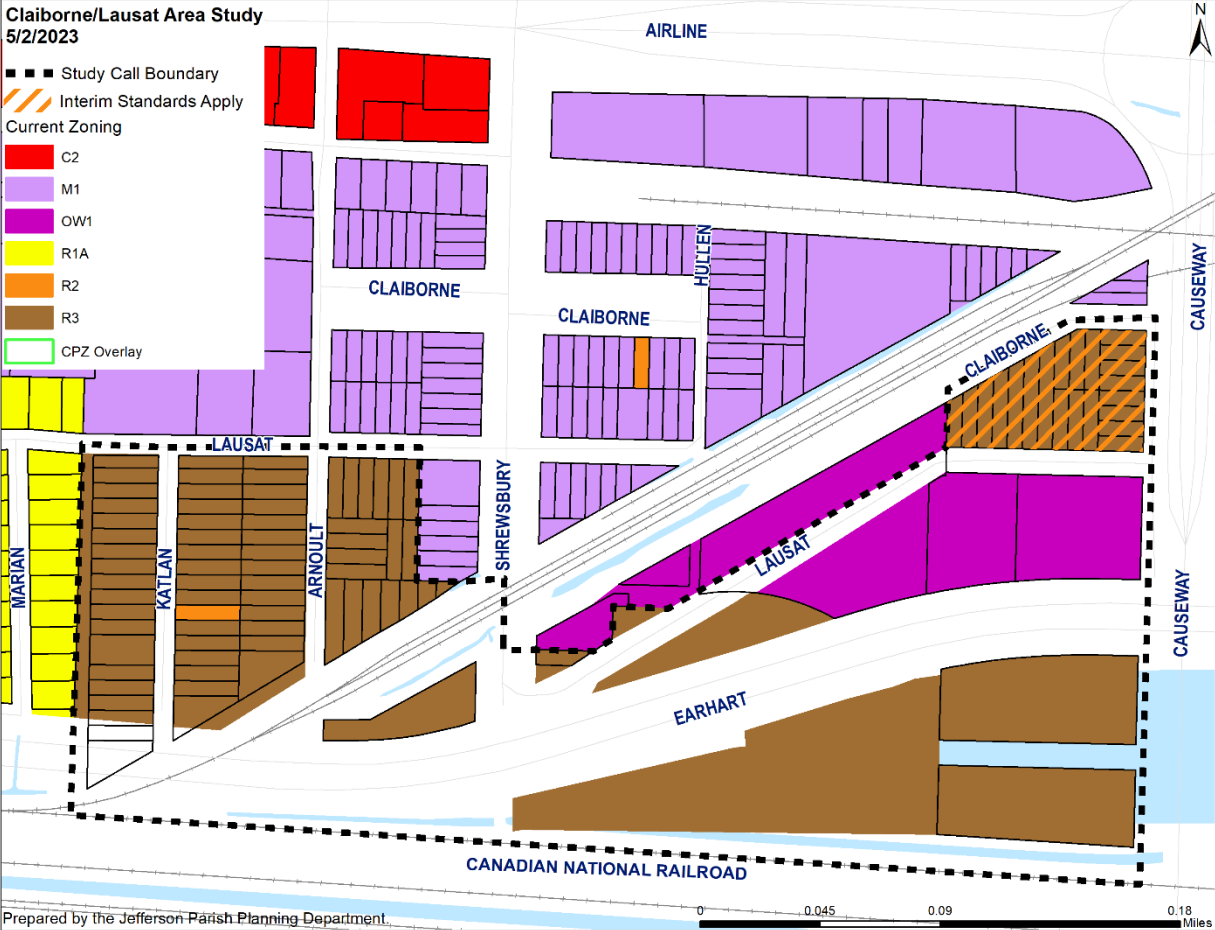 Claiborne/Lausat Area Study
5/2/2023
Study Call Boundary
Interim Standards Apply
Current Zoning
C2
M1
OW1
R1A
R2
R3
CPZ Overlay
AIRLINE
N
HULLEN
CAUSEWAY
CLAIBORNE
CLAIBORNE
CLAIBORNE
LAUSAT
SHREWSBURY
ARNOULT
KATLAN
MARIAN
LAUSAT
CAUSEWAY
EARHART
CANADIAN NATIONAL RAILROAD
Prepared by the Jefferson Parish Planning Department.
0 0.045 0.09 0.18
Miles